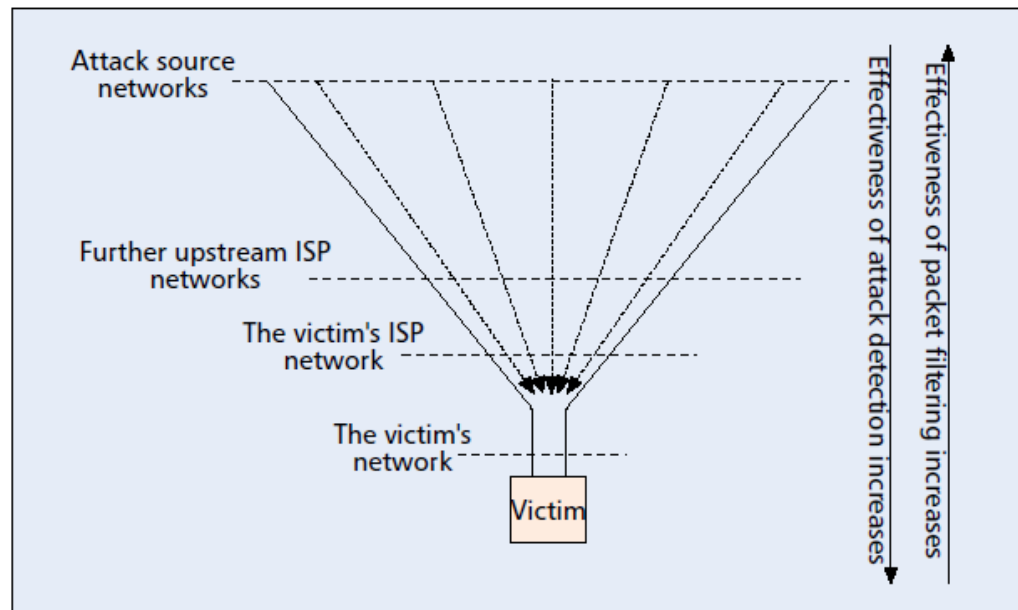 Attack source
networks
Further upstream ISP
networks
The victim's ISP
network
The victim's
network
Victim
Effectiveness of attack detection increases
Effectiveness of packet filtering increases